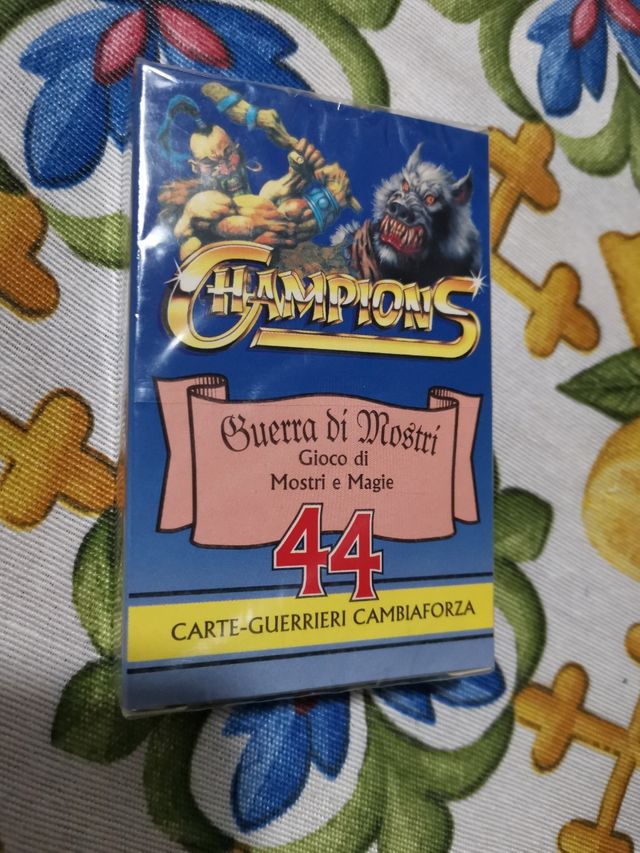 CHAMPIONS
Guerra di Mostri
Gioco di
Mostri e Magie
44
CARTE-GUERRIERI CAMBIAFORZA